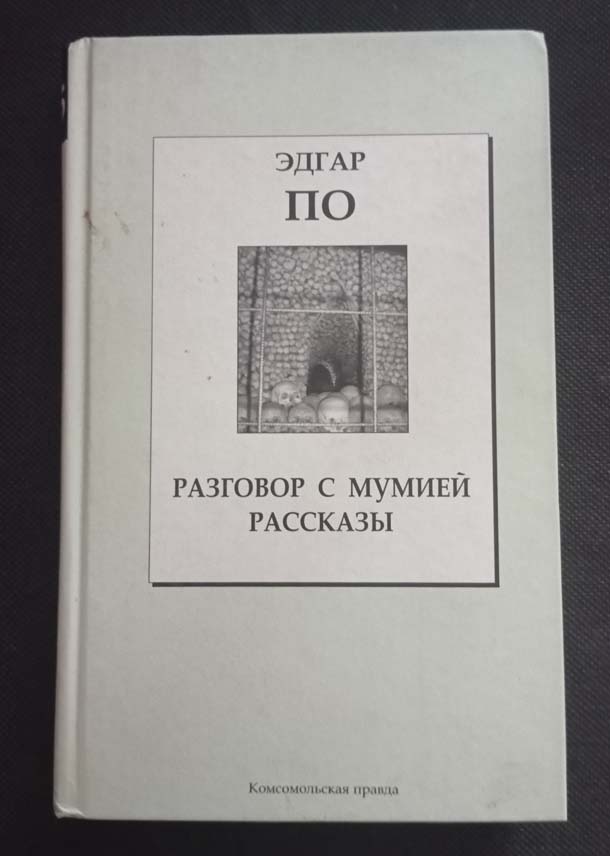 ЭДГАР
ПО
РАЗГОВОР С МУМИЕЙ
РАССКАЗЫ
Комсомольская правда